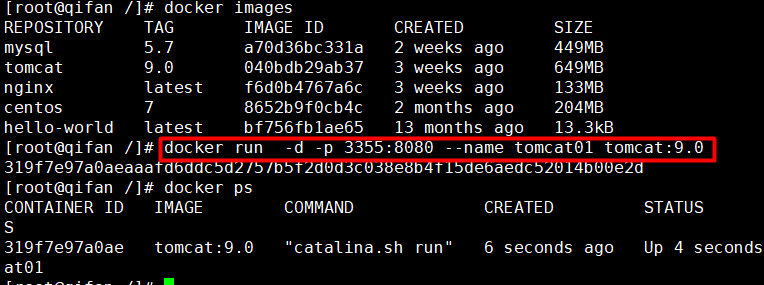 [root@qifan /]# docker images
REPOSITORY TAG IMAGE ID CREATED SIZE
mysql 5.7 a70d36bc331a 2 weeks ago 449MB
tomcat 9.0 040bdb29ab37 3 weeks ago 649MB
nginx latest f6d0b4767a6c 3 weeks ago 133MB
centos 7 8652b9f0cb4c 2 months ago 204MB
hello-world latest bf756fb1ae65 13 months ago 13.3kB
[root@qifan /]# docker run -d -p 3355:8080 --name tomcat01 tomcat:9.0
319f7e97a0aeaaafd6ddc5d2757b5f2d0d3c038e8b4f15de6aedc52014b00e2d
[root@qifan /]# docker ps
CONTAINER ID IMAGE COMMAND CREATED STATUS
S
319f7e97a0ae tomcat:9.0 "catalina.sh run" 6 seconds ago Up 4 seconds
at01
[root@qifan /]#